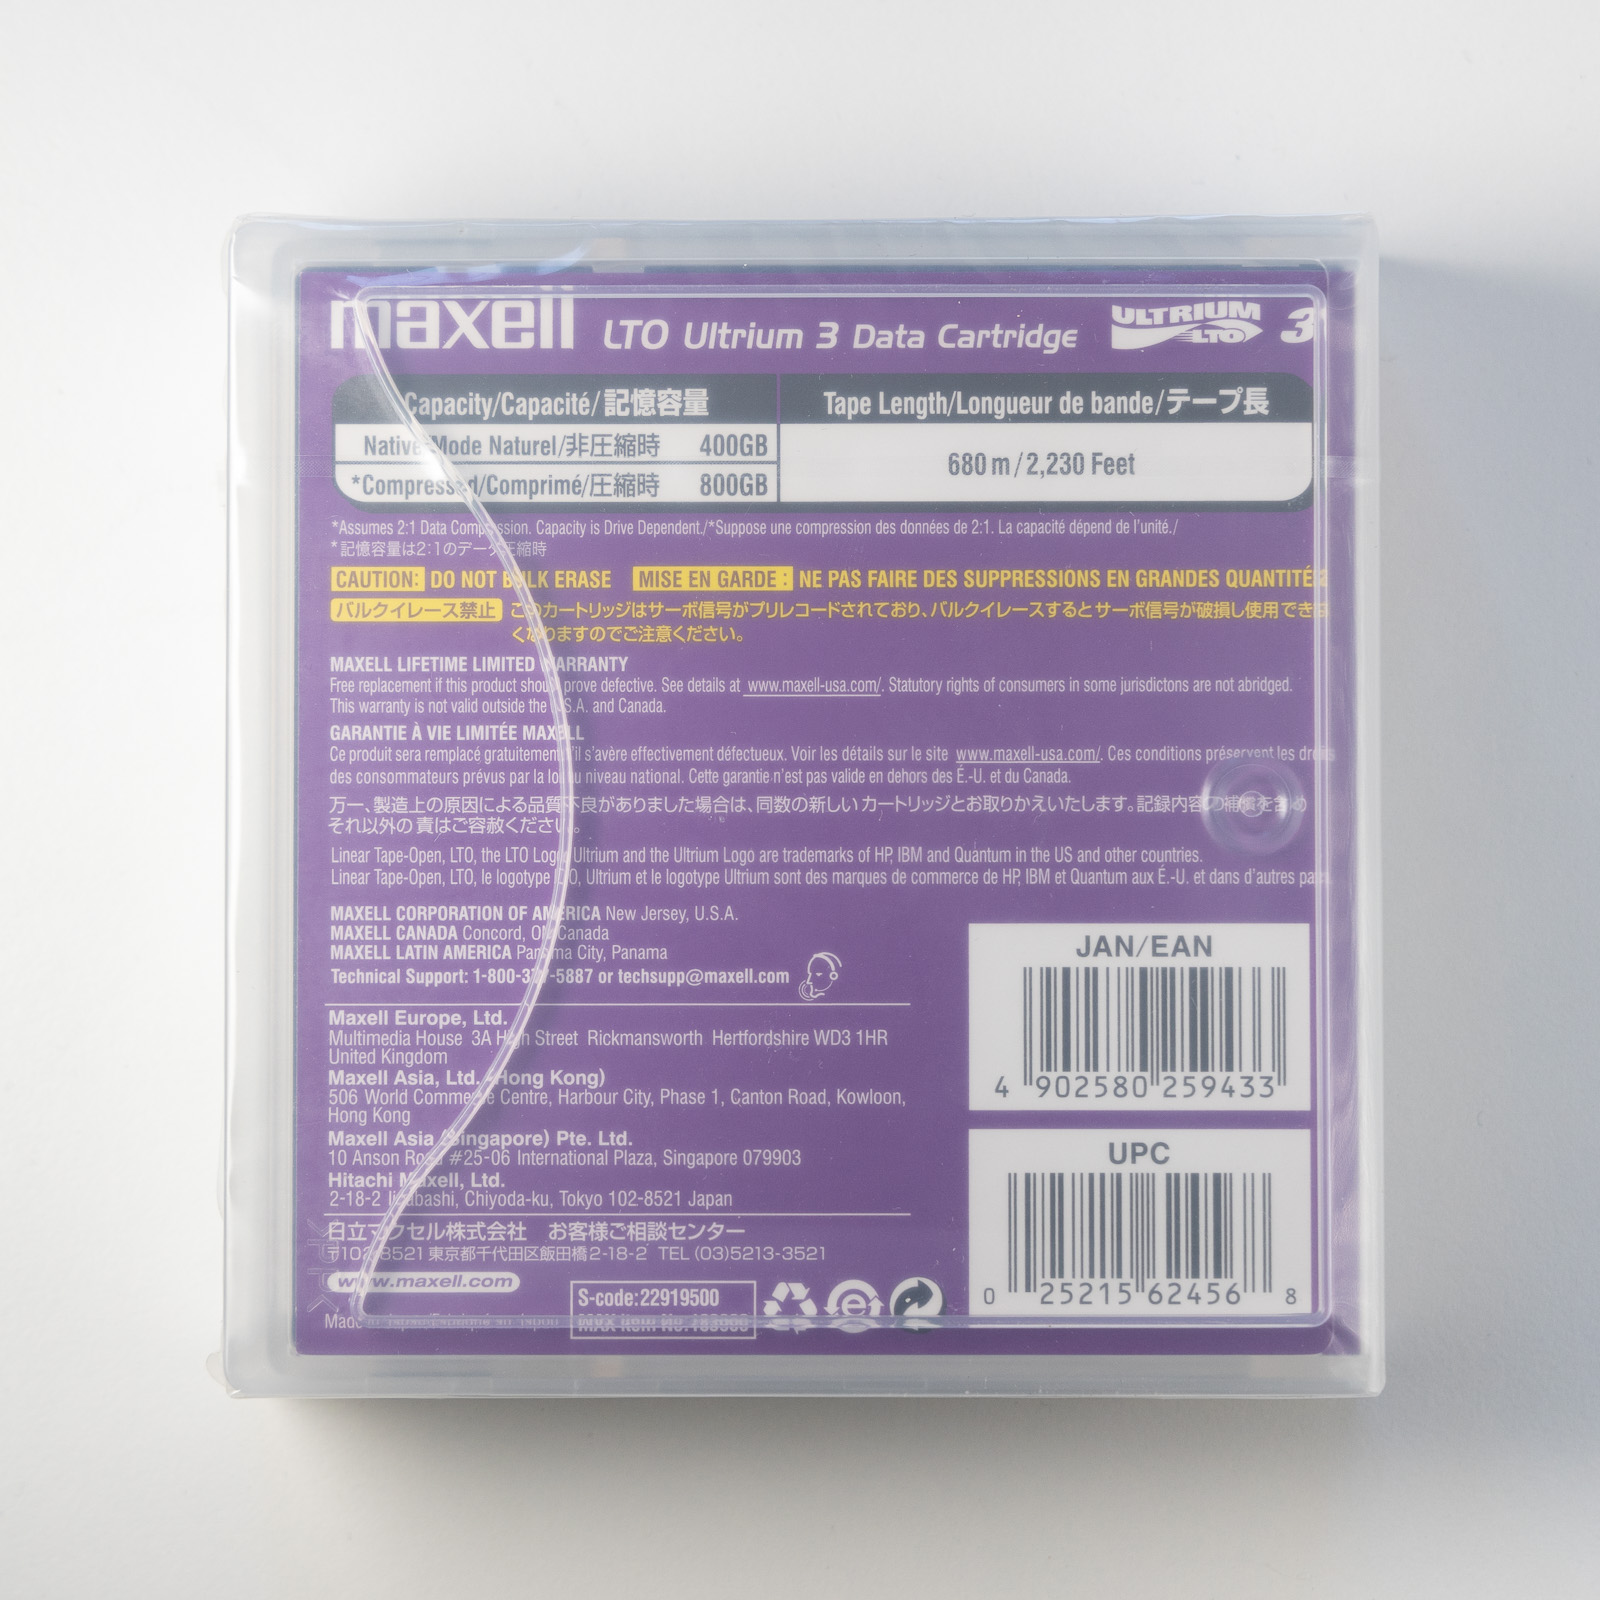 maxell LTO Ultrium 3 Data Cartridge ULTRIUM LTO 3
Capacity/Capacité/記憶容量 Tape Length/Longueur de bande/テープ長
Native Mode Naturel/非圧縮時 400GB
680 m / 2,230 Feet
*Compressed/Comprimé/圧縮時 800GB
*Assumes 2:1 Data Compression. Capacity is Drive Dependent./*Suppose une compression des données de 2:1. La capacité dépend de l'unité./
*記憶容量は2:1のデータ圧縮時
CAUTION: DO NOT BULK ERASE MISE EN GARDE : NE PAS FAIRE DES SUPPRESSIONS EN GRANDES QUANTITÉS
バルクイレース禁止 このカートリッジはサーボ信号がプリレコードされており、バルクイレースするとサーボ信号が破損し使用できな
くなりますのでご注意ください。
MAXELL LIFETIME LIMITED WARRANTY
Free replacement if this product should prove defective. See details at www.maxell-usa.com/. Statutory rights of consumers in some jurisdictons are not abridged.
This warranty is not valid outside the U.S.A. and Canada.
GARANTIE À VIE LIMITÉE MAXELL
Ce produit sera remplacé gratuitement s'il s'avère effectivement défectueux. Voir les détails sur le site www.maxell-usa.com/. Ces conditions préservent les droits
des consommateurs prévus par la loi au niveau national. Cette garantie n'est pas valide en dehors des É.-U. et du Canada.
万一、製造上の原因による品質不良がありました場合は、同数の新しいカートリッジとお取りかえいたします。記録内容の補償を含め
それ以外の責はご容赦ください。
Linear Tape-Open, LTO, the LTO Logo, Ultrium and the Ultrium Logo are trademarks of HP, IBM and Quantum in the US and other countries.
Linear Tape-Open, LTO, le logotype LTO, Ultrium et le logotype Ultrium sont des marques de commerce de HP, IBM et Quantum aux É.-U. et dans d'autres pays.
MAXELL CORPORATION OF AMERICA New Jersey, U.S.A.
MAXELL CANADA Concord, ON Canada
MAXELL LATIN AMERICA Panama City, Panama
Technical Support: 1-800-377-5887 or techsupp@maxell.com
Maxell Europe, Ltd.
Multimedia House 3A High Street Rickmansworth Hertfordshire WD3 1HR
United Kingdom
Maxell Asia, Ltd. (Hong Kong)
506 World Commerce Centre, Harbour City, Phase 1, Canton Road, Kowloon,
Hong Kong
Maxell Asia (Singapore) Pte. Ltd.
10 Anson Road #25-06 International Plaza, Singapore 079903
Hitachi Maxell, Ltd.
2-18-2 Iidabashi, Chiyoda-ku, Tokyo 102-8521 Japan
日立マクセル株式会社 お客様ご相談センター
〒102-8521 東京都千代田区飯田橋2-18-2 TEL (03)5213-3521
www.maxell.com
S-code:22919500
Made in Japan/Fabriqué au Japon MAX Item No.
JAN/EAN
4 902580 259433
UPC
0 25215 62456 8